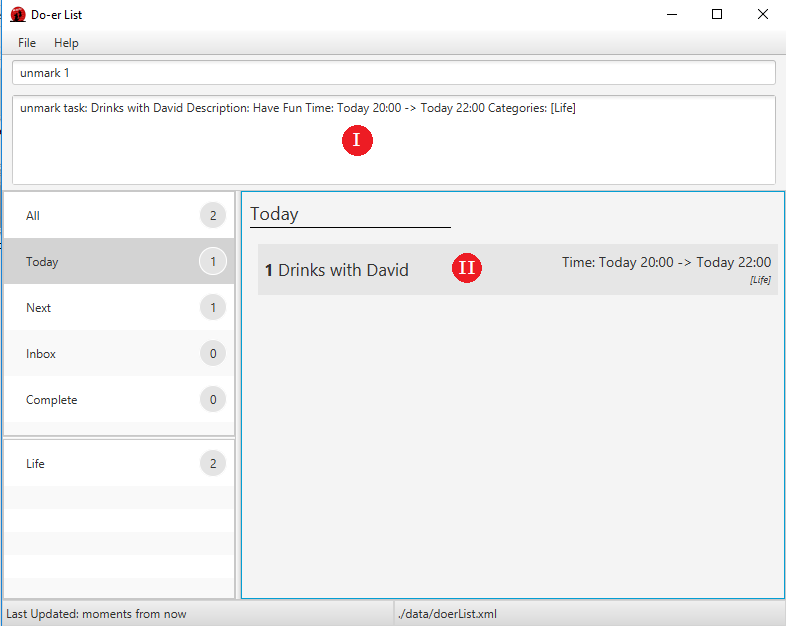 Do-er List
File Help
unmark 1
unmark task: Drinks with David Description: Have Fun Time: Today 20:00 -> Today 22:00 Categories: [Life]
I
All 2
Today 1
Next 1
Inbox 0
Complete 0
Life 2
Today
1 Drinks with David
II
Time: Today 20:00 -> Today 22:00
[Life]
Last Updated: moments from now
./data/doerList.xml